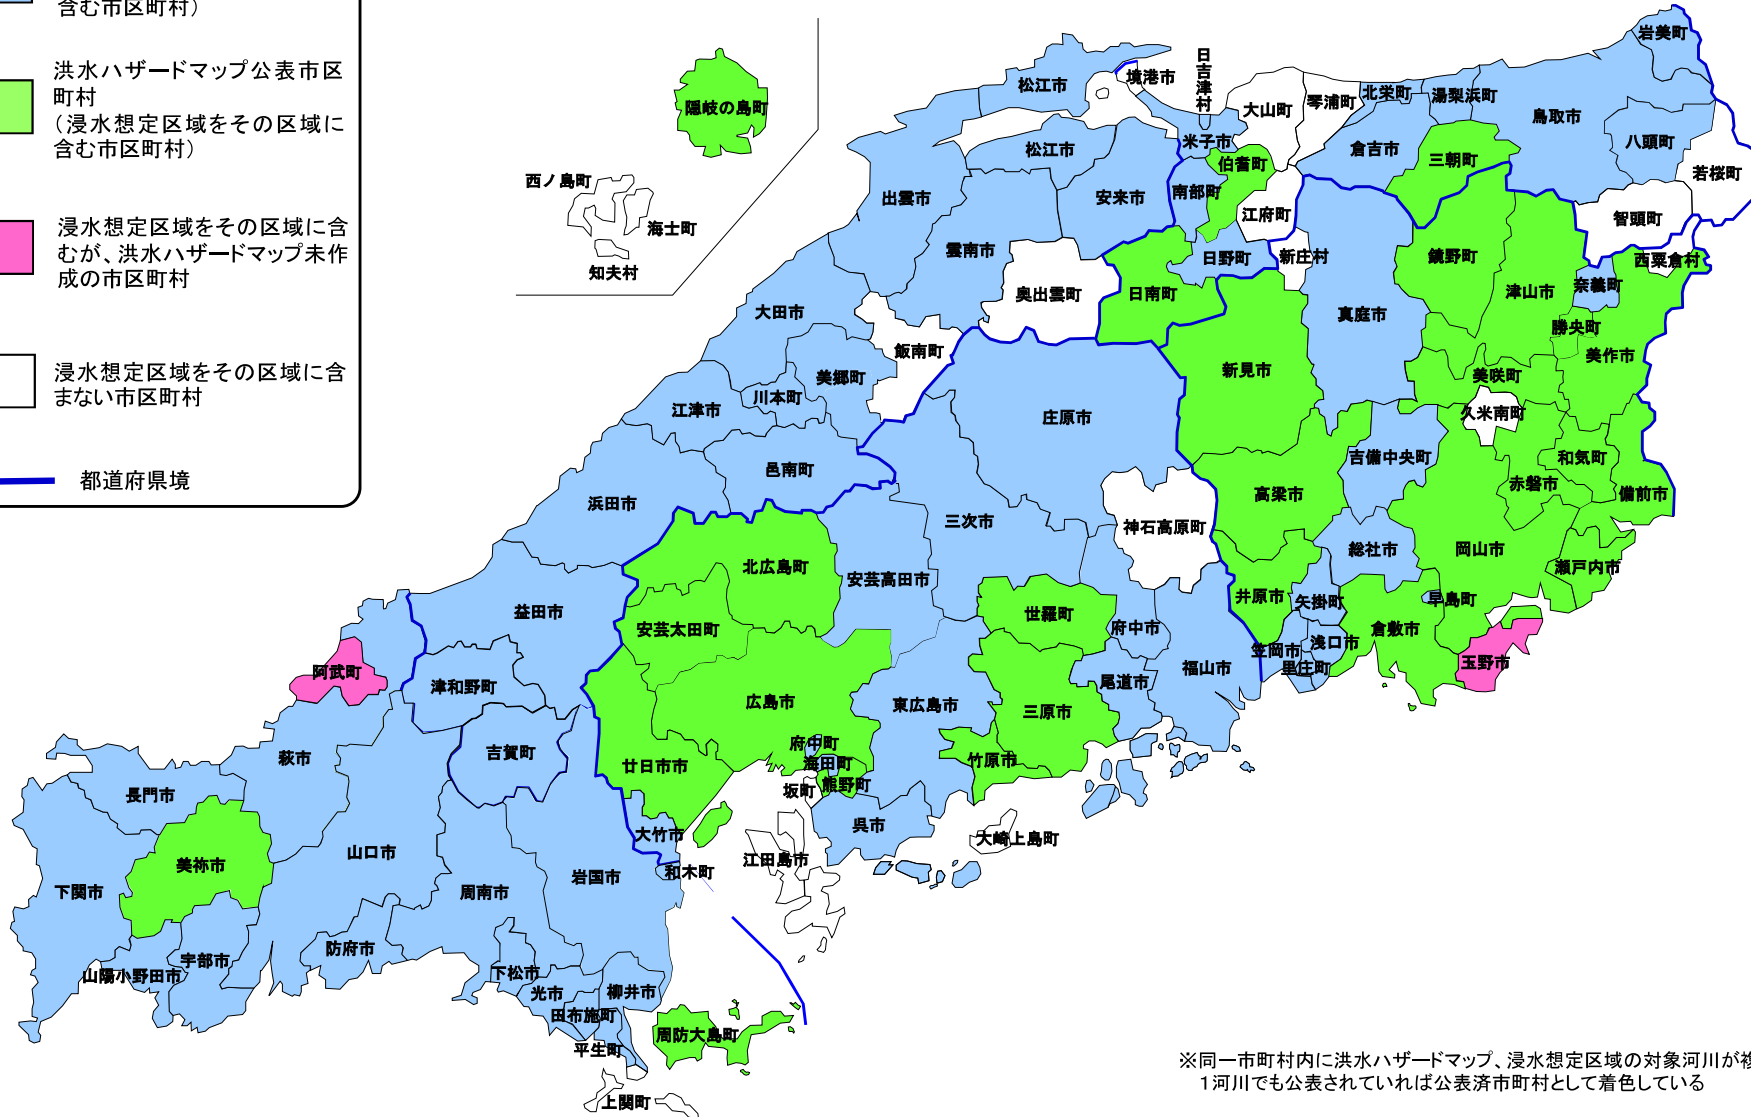 含む市区町村）
洪水ハザードマップ公表市区
町村
（浸水想定区域をその区域に
含む市区町村）
浸水想定区域をその区域に含
むが、洪水ハザードマップ未作
成の市区町村
浸水想定区域をその区域に含
まない市区町村
都道府県境
隠岐の島町
西ノ島町
海士町
知夫村
松江市
境港市
日吉津村
大山町
琴浦町
北栄町
湯梨浜町
岩美町
鳥取市
八頭町
若桜町
智頭町
米子市
伯耆町
倉吉市
三朝町
松江市
安来市
南部町
江府町
出雲市
雲南市
日野町
新庄村
鏡野町
西粟倉村
奥出雲町
日南町
真庭市
津山市
奈義町
勝央町
美作市
大田市
飯南町
美郷町
川本町
江津市
新見市
美咲町
久米南町
庄原市
邑南町
吉備中央町
和気町
赤磐市
備前市
高梁市
浜田市
三次市
神石高原町
総社市
岡山市
瀬戸内市
北広島町
安芸高田市
井原市
矢掛町
早島町
益田市
安芸太田町
世羅町
府中市
倉敷市
笠岡市
浅口市
里庄町
玉野市
福山市
尾道市
阿武町
津和野町
広島市
東広島市
三原市
吉賀町
萩市
廿日市市
府中町
海田町
熊野町
坂町
竹原市
長門市
呉市
大竹市
大崎上島町
江田島市
和木町
山口市
美祢市
下関市
周南市
岩国市
防府市
宇部市
山陽小野田市
下松市
光市
柳井市
田布施町
平生町
周防大島町
上関町
※同一市町村内に洪水ハザードマップ、浸水想定区域の対象河川が複
１河川でも公表されていれば公表済市町村として着色している